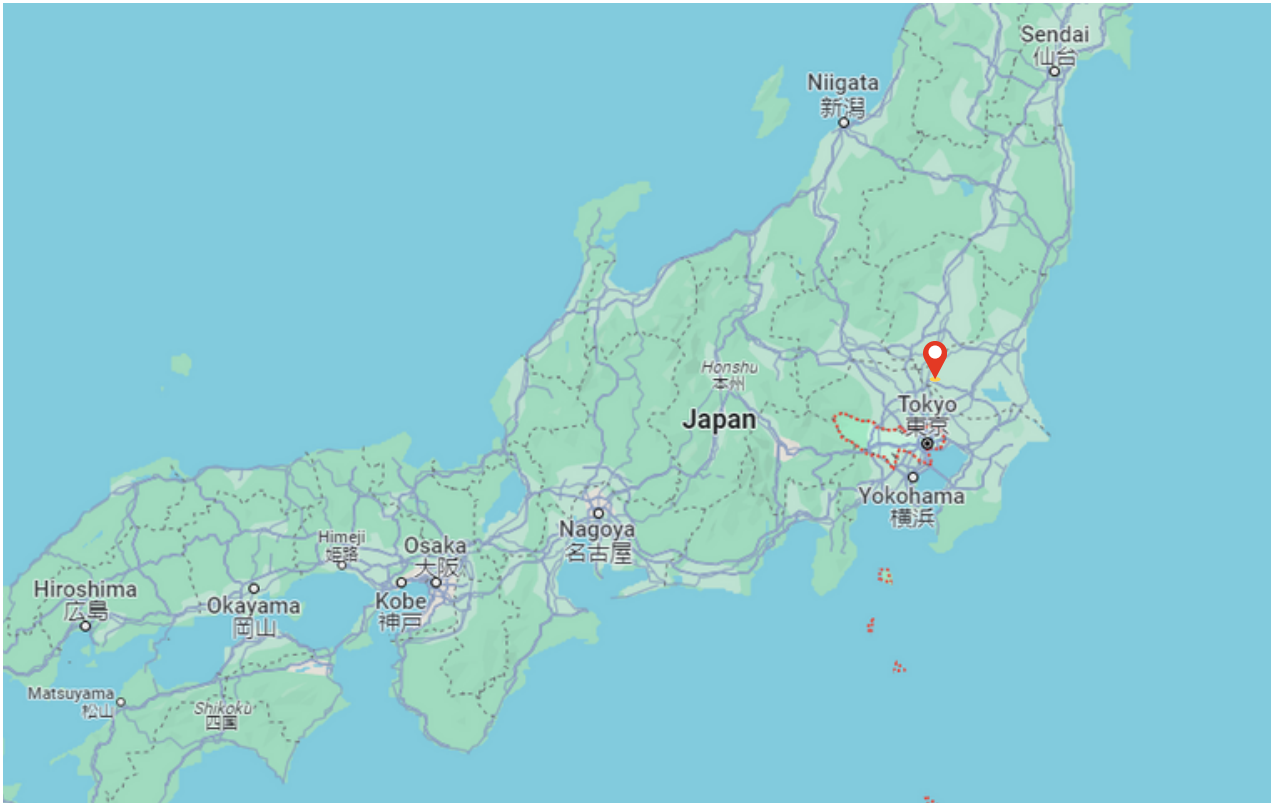 Sendai
仙台
Niigata
新潟
Honshu
本州
Japan
Tokyo
東京
Yokohama
横浜
Nagoya
名古屋
Himeji
姫路
Osaka
大阪
Kobe
神戸
Hiroshima
広島
Okayama
岡山
Matsuyama
松山
Shikoku
四国